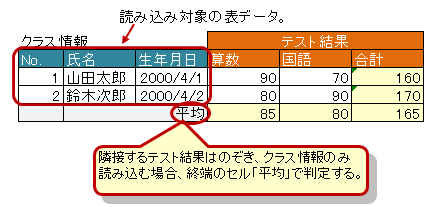 読み込み対象の表データ。
クラス情報 テスト結果
No. 氏名 生年月日 算数 国語 合計
1 山田太郎 2000/4/1 90 70 160
2 鈴木次郎 2000/4/2 80 90 170
平均 85 80 165
隣接するテスト結果はのぞき、クラス情報のみ
読み込む場合、終端のセル「平均」で判定する。